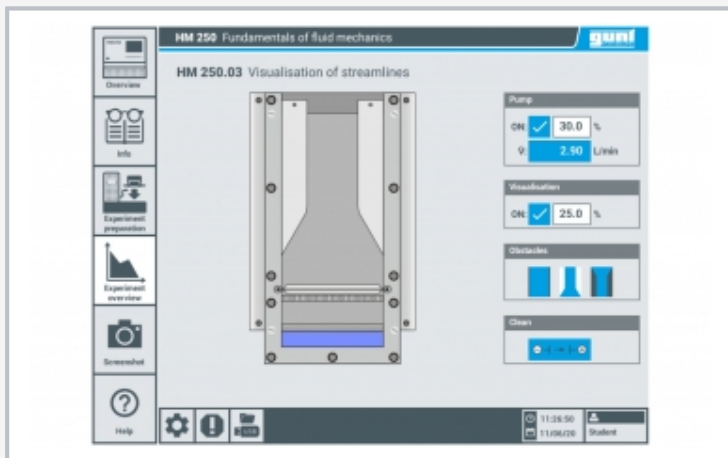 HM 250 Fundamentals of fluid mechanics
gunt
HM 250.03 Visualisation of streamlines
Overview
Info
Experiment
preparation
Experiment
overview
Screenshot
Help
Pump
ON: 30.0 %
V̇: 2.90 L/min
Visualisation
ON: 25.0 %
Obstacles
Clean
USB
11:26:50
11/06/20
Student